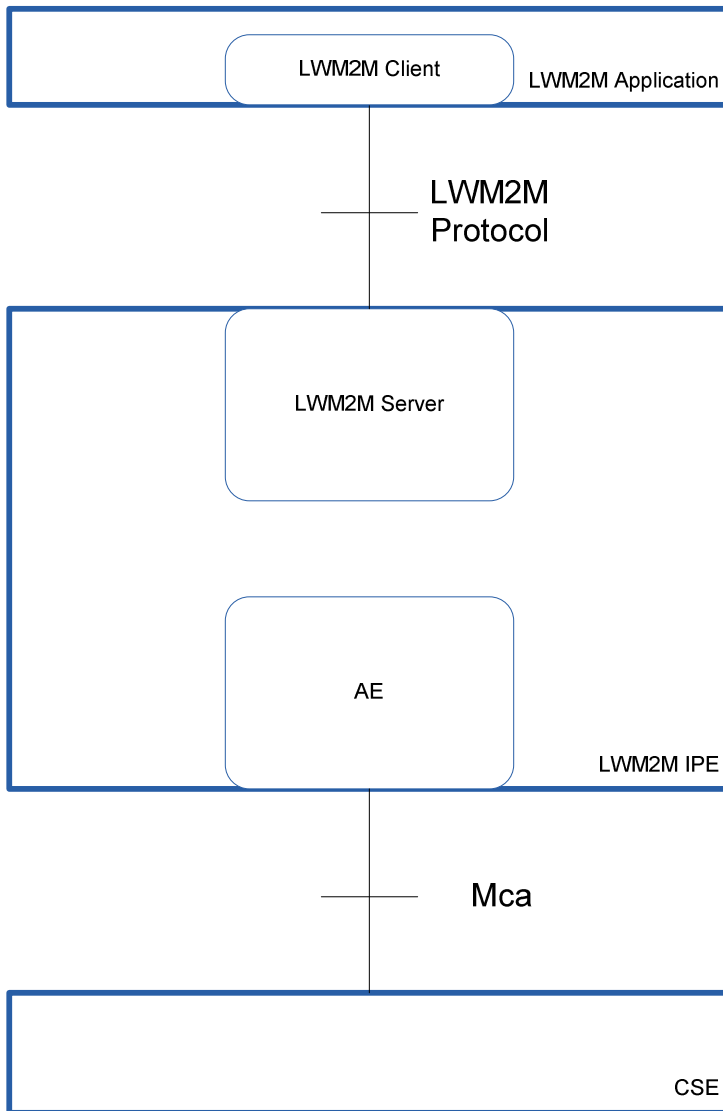 LWM2M Client
LWM2M Application
LWM2M
Protocol
LWM2M Server
AE
LWM2M IPE
Mca
CSE